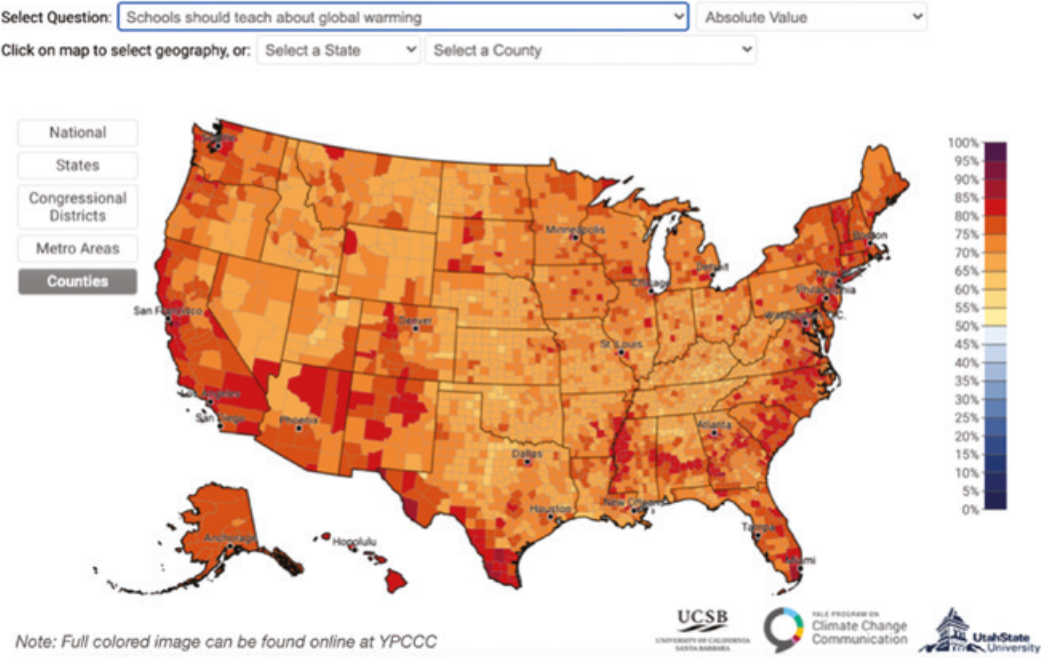 Select Question: Schools should teach about global warming Absolute Value
Click on map to select geography, or: Select a State Select a County
National
States
Congressional
Districts
Metro Areas
Counties
100%
95%
90%
85%
80%
75%
70%
65%
60%
55%
50%
45%
40%
35%
30%
25%
20%
15%
10%
5%
0%
Seattle
Minneapolis
Boston
Detroit
Chicago
New
Philadelphia
San Francisco
Denver
Washington, D.C.
St. Louis
Los Angeles
San Diego
Phoenix
Atlanta
Dallas
Houston
New Orleans
Tampa
Miami
Anchorage
Honolulu
Note: Full colored image can be found online at YPCCC
UCSB
UNIVERSITY OF CALIFORNIA
SANTA BARBARA
YALE PROGRAM ON
Climate Change
Communication
UtahState
University